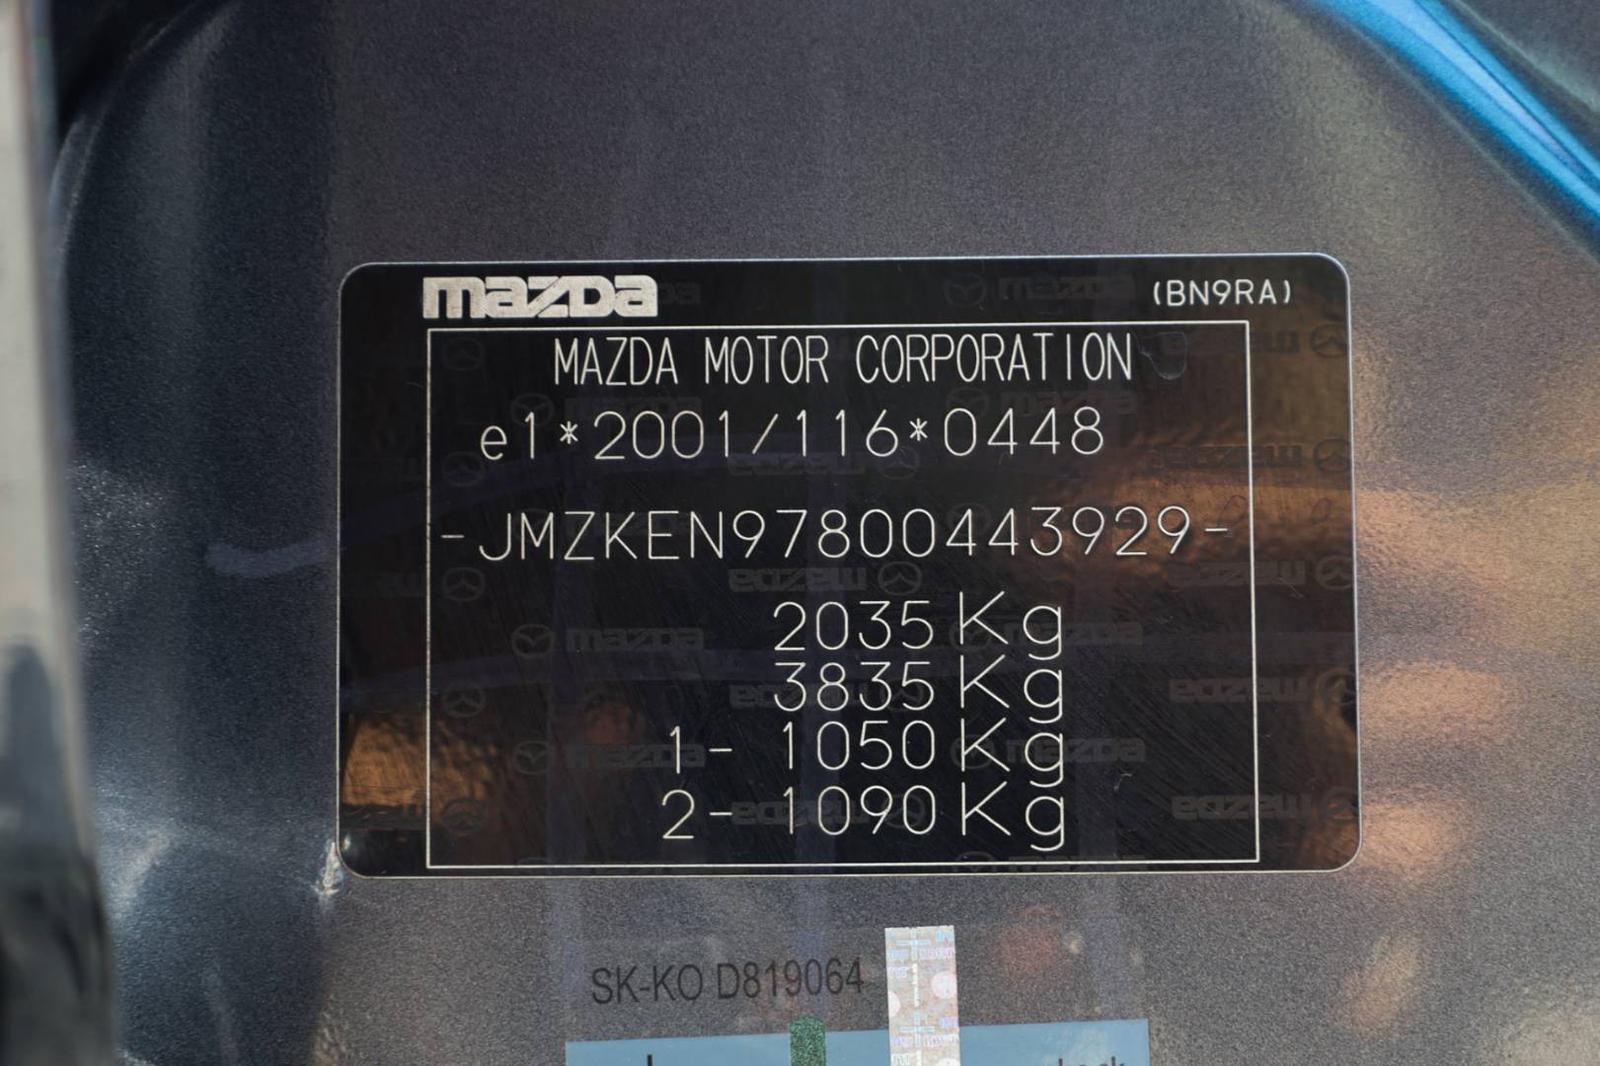 mazda (BN9RA)
MAZDA MOTOR CORPORATION
e1*2001/116*0448
-JMZKEN97800443929-
2035 Kg
3835 Kg
1- 1050 Kg
2- 1090 Kg
SK-KO D819064